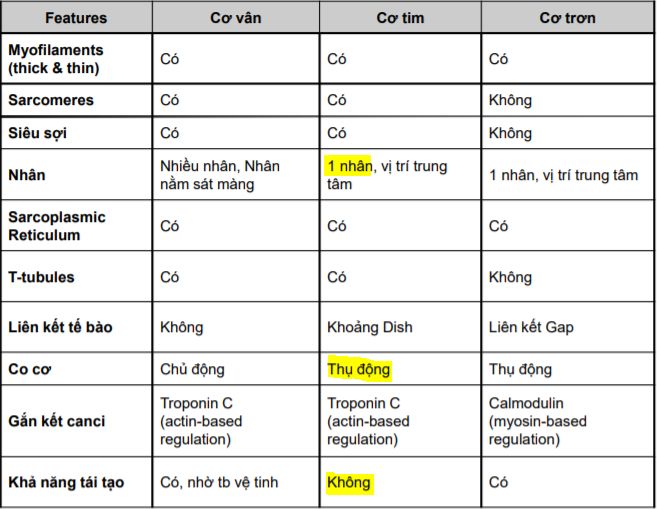 Features Cơ vân Cơ tim Cơ trơn
Myofilaments
(thick & thin)
Có Có Có
Sarcomeres Có Có Không
Siêu sợi Có Có Không
Nhân
Nhiều nhân, Nhân
nằm sát màng
1 nhân, vị trí trung
tâm
1 nhân, vị trí trung tâm
Sarcoplasmic
Reticulum
Có Có Có
T-tubules Có Có Không
Liên kết tế bào Không Khoảng Dish Liên kết Gap
Co cơ Chủ động Thụ động Thụ động
Gắn kết canci
Troponin C
(actin-based
regulation)
Troponin C
(actin-based
regulation)
Calmodulin
(myosin-based
regulation)
Khả năng tái tạo Có, nhờ tb vệ tinh Không Có